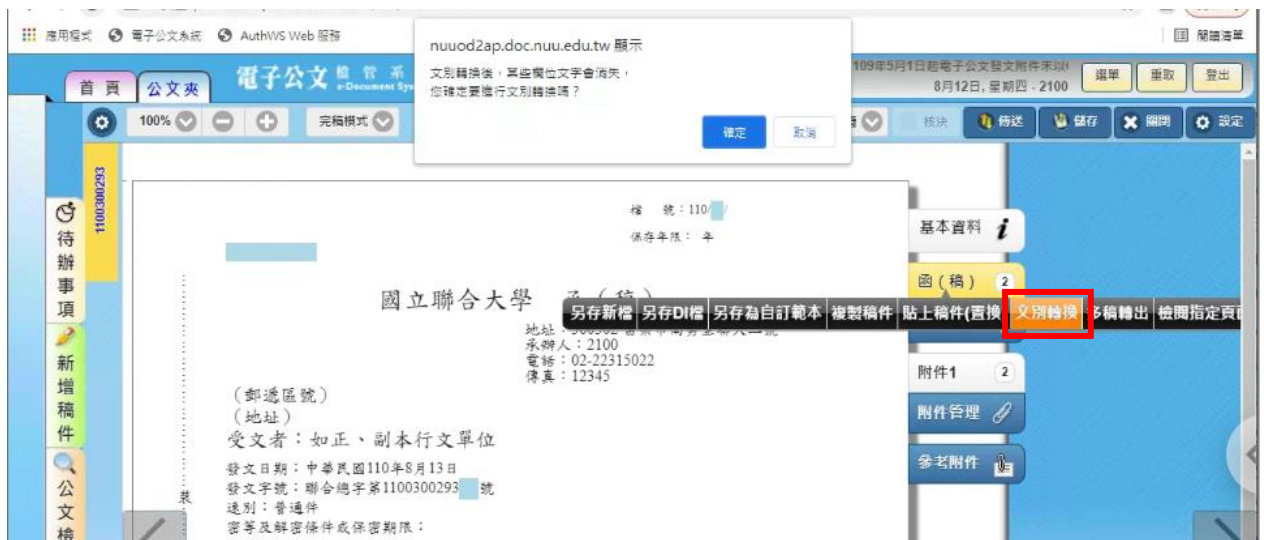 應用程式 電子公文系統 AuthWS Web 服務
閱讀清單
nuuod2ap.doc.nuu.edu.tw 顯示
文別轉換後，某些欄位文字會消失，
您確定要進行文別轉換嗎？
確定 取消
首頁 公文夾 電子公文 檔管系
e-Document Sys
109年5月1日起電子公文發文附件未以
8月12日, 星期四 - 2100
選單 重取 登出
100% 完稿模式
核決 傳送 儲存 關閉 設定
1100300293
待辦事項
新增稿件
公文檢
檔 號：110/ /
保存年限： 年
國立聯合大學 函（稿）
另存新檔 另存DI檔 另存為自訂範本 複製稿件 貼上稿件(置換 文別轉換 多稿轉出 檢閱指定頁面
地址：
承辦人：2100
電話：02-22315022
傳真：12345
（郵遞區號）
（地址）
受文者：如正、副本行文單位
發文日期：中華民國110年8月13日
發文字號：聯合總字第1100300293 號
速別：普通件
密等及解密條件或保密期限：
裝
基本資料
函（稿） 2
附件1 2
附件管理
參考附件